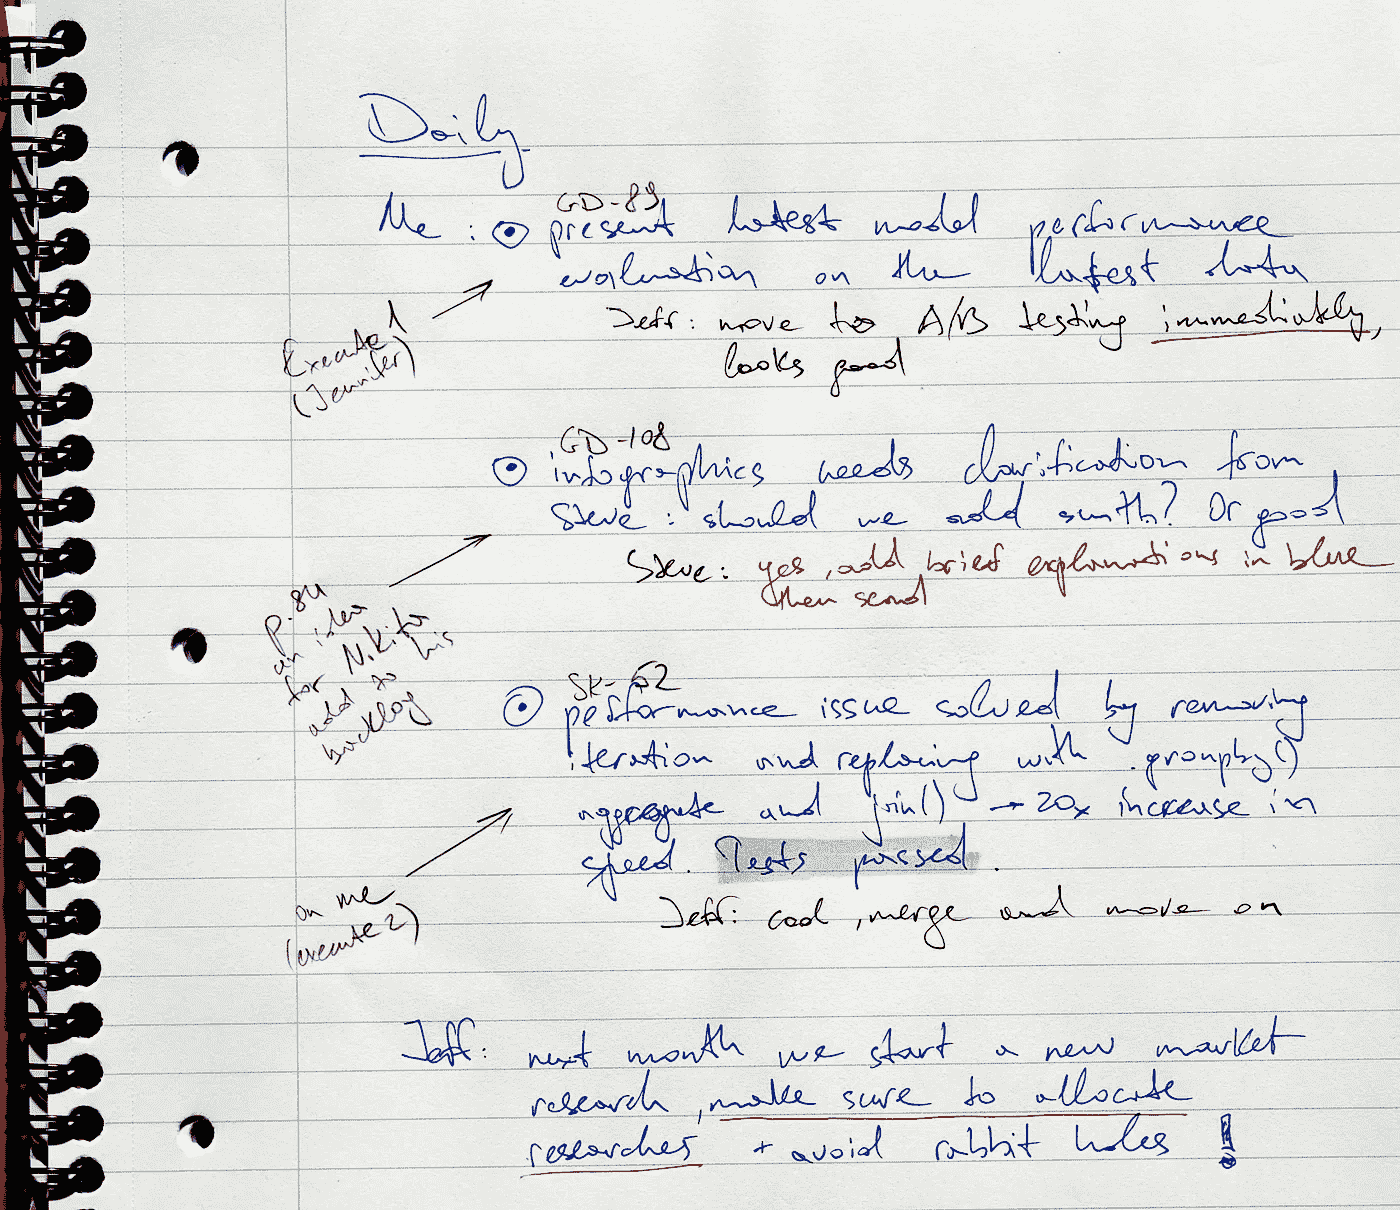 Daily
GD-89
Me : present latest model performance
evaluation on the latest data
Jeff: move to A/B testing immediately,
looks good
Execute 1
(Jennifer)
GD-108
infographics needs clarification from
Steve : should we add smth? Or good
Steve: yes, add brief explanations in blue
then send
p.84
an idea
for Nikita
add to his
backlog
SK-62
performance issue solved by removing
iteration and replacing with .groupby()
aggregate and join() → 20x increase in
speed. Tests passed.
Jeff: cool, merge and move on
on me
(execute 2)
Jeff: next month we start a new market
research, make sure to allocate
researches + avoid rabbit holes !